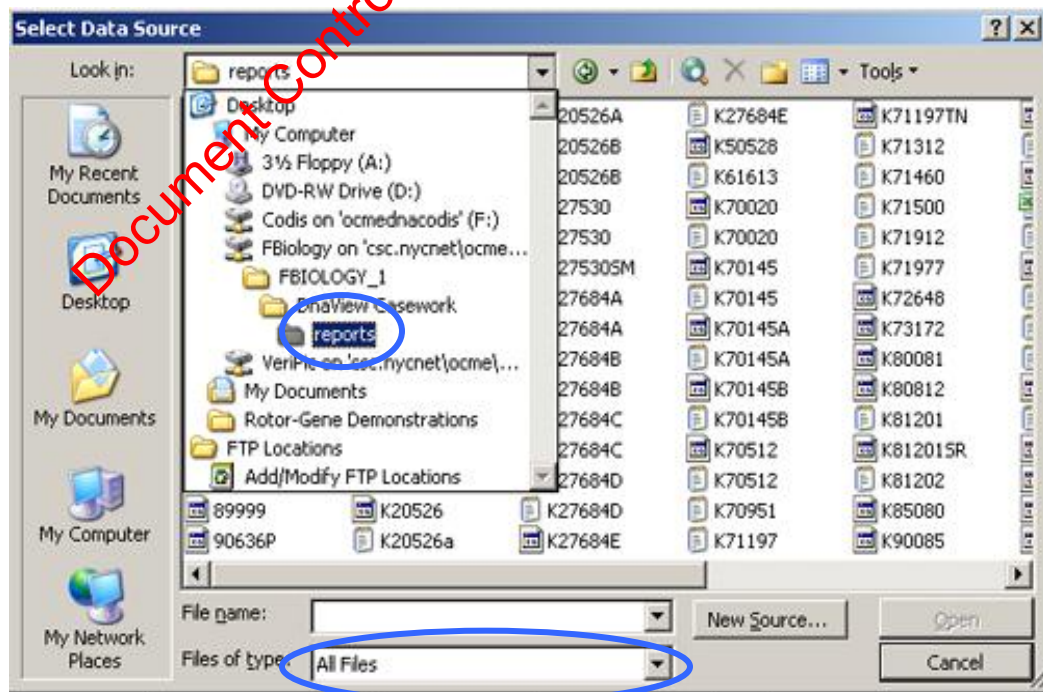 Select Data Source
Look in:
reports
Tools
My Recent
Documents
Desktop
My Documents
My Computer
My Network
Places
Desktop
My Computer
3½ Floppy (A:)
DVD-RW Drive (D:)
Codis on 'ocmednacodis' (F:)
FBiology on 'csc.nycnet\ocme...
FBIOLOGY_1
DnaView Casework
reports
VeriPic on 'csc.nycnet\ocme\...
My Documents
Rotor-Gene Demonstrations
FTP Locations
Add/Modify FTP Locations
89999
90636P
K20526
K20526a
20526A
20526B
20526B
27530
27530
27530SM
27684A
27684A
27684B
27684B
27684C
27684C
27684D
K27684D
K27684E
K27684E
K50528
K61613
K70020
K70020
K70145
K70145
K70145A
K70145A
K70145B
K70145B
K70512
K70512
K70951
K71197
K71197TN
K71312
K71460
K71500
K71912
K71977
K72648
K73172
K80081
K80812
K81201
K81201SR
K81202
K85080
K90085
File name:
New Source...
Open
Files of type:
All Files
Cancel
Document Contro